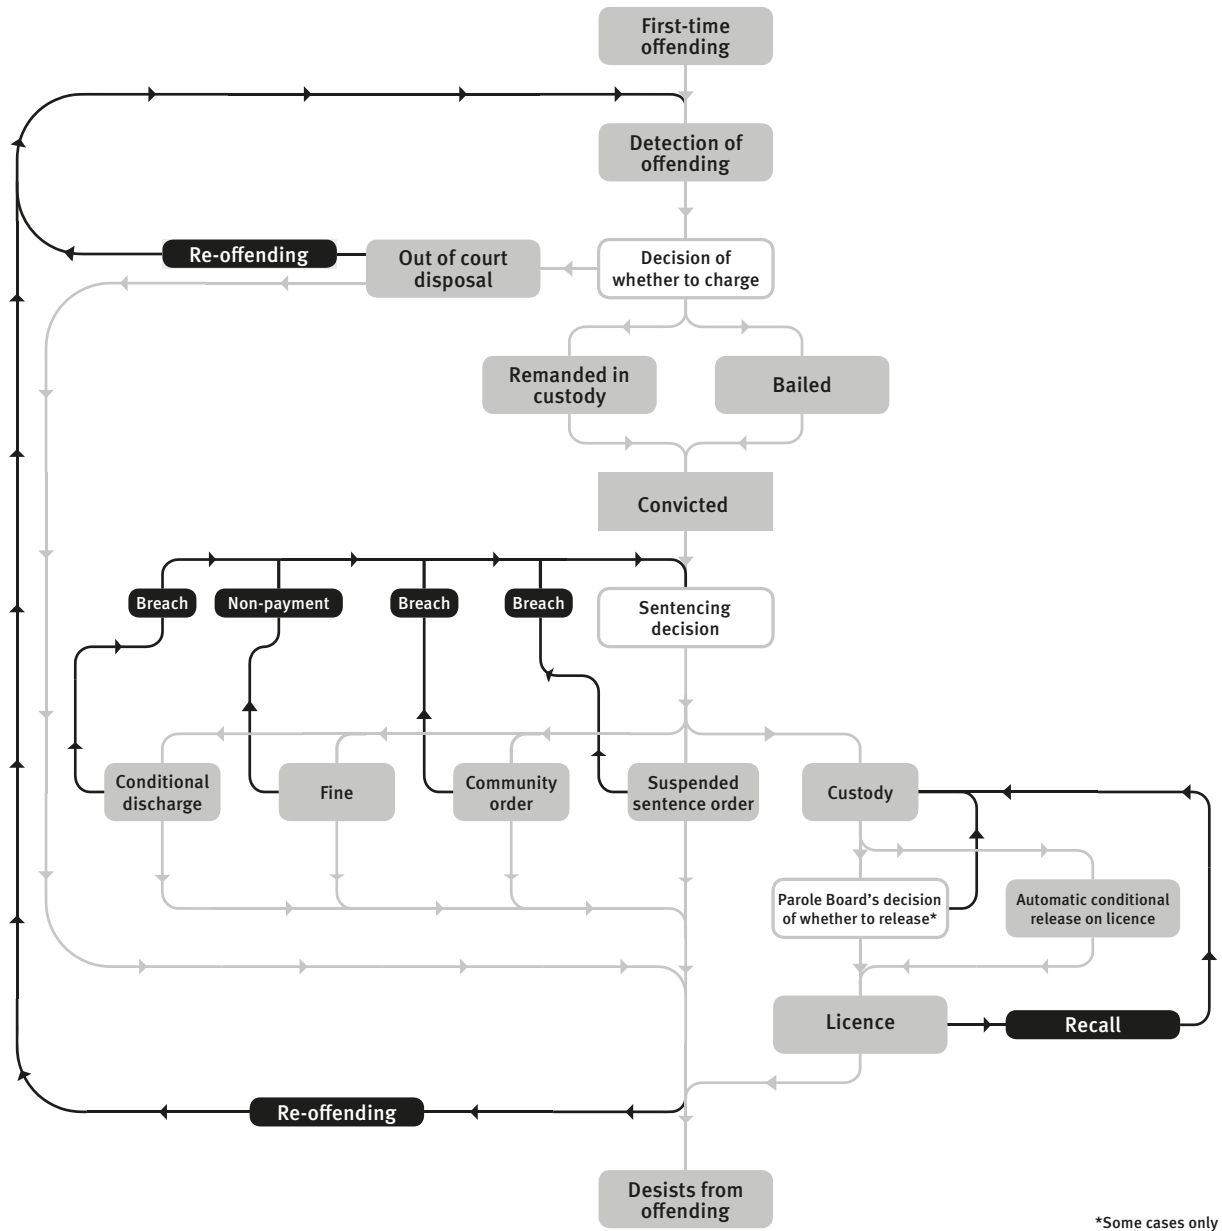 First-time
offending
Detection of
offending
Re-offending
Out of court
disposal
Decision of
whether to charge
Remanded in
custody
Bailed
Convicted
Breach
Non-payment
Breach
Breach
Sentencing
decision
Conditional
discharge
Fine
Community
order
Suspended
sentence order
Custody
Parole Board's decision
of whether to release*
Automatic conditional
release on licence
Licence
Recall
Re-offending
Desists from
offending
*Some cases only